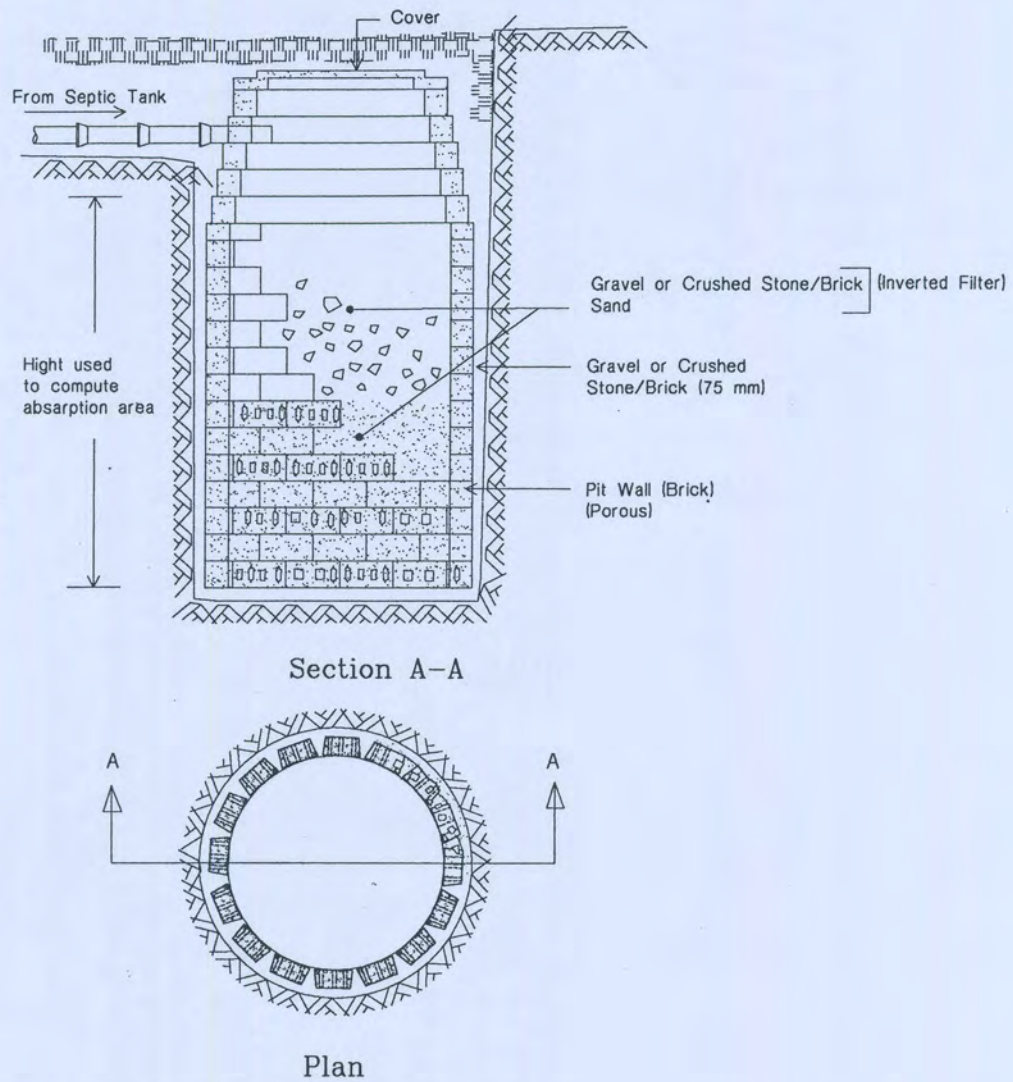 Cover
From Septic Tank
Gravel or Crushed Stone/Brick (Inverted Filter)
Sand
Hight used
to compute
absarption area
Gravel or Crushed
Stone/Brick (75 mm)
Pit Wall (Brick)
(Porous)
Section A-A
A
A
Plan